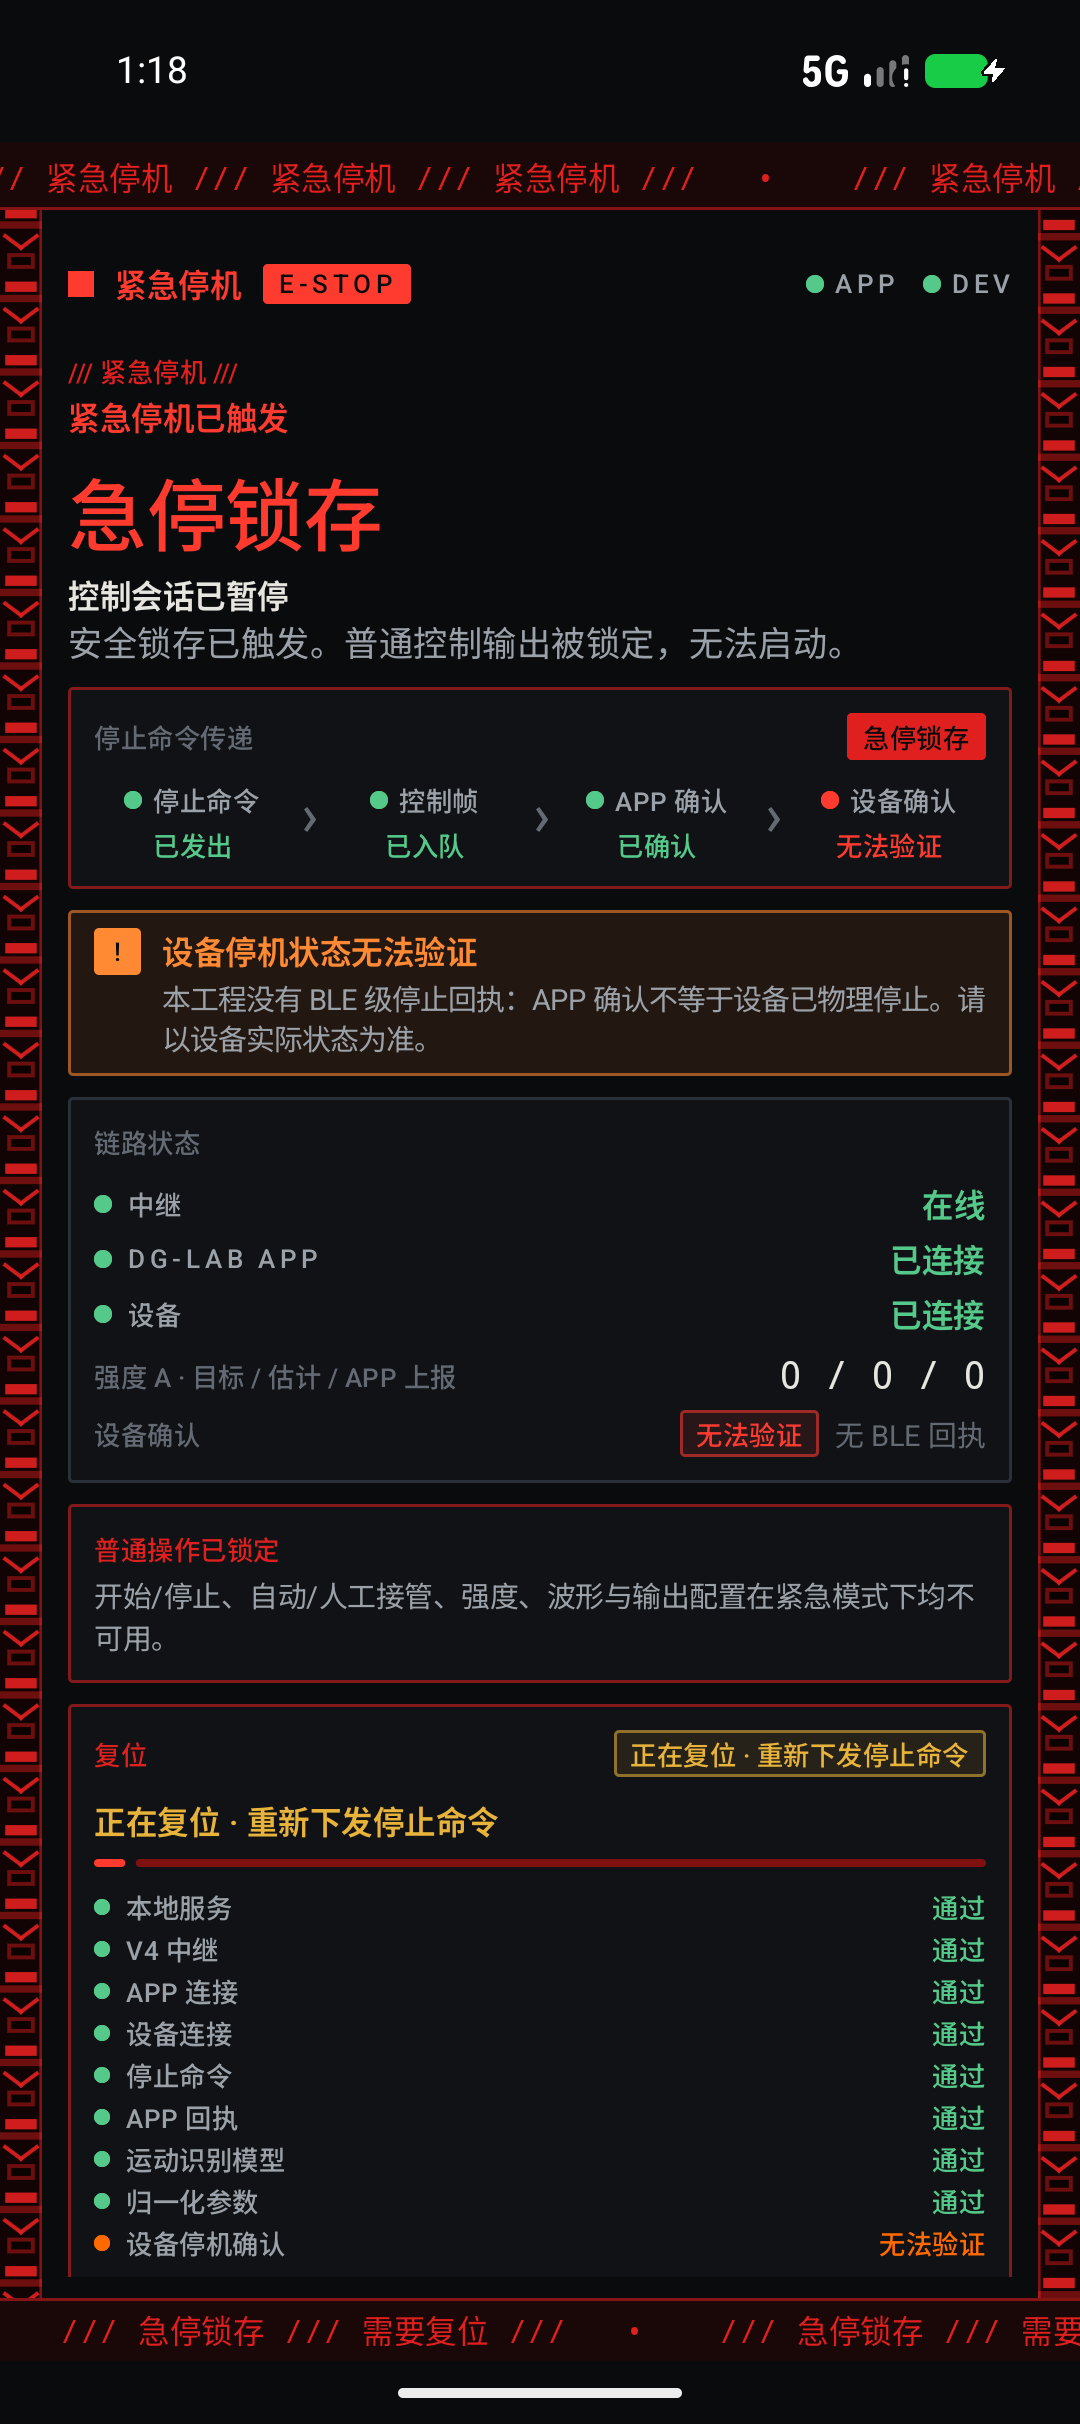 1:18
5G
// 紧急停机 /// 紧急停机 /// 紧急停机 /// • /// 紧急停机 /
紧急停机 E-STOP APP DEV
/// 紧急停机 ///
紧急停机已触发
急停锁存
控制会话已暂停
安全锁存已触发。普通控制输出被锁定，无法启动。
停止命令传递 急停锁存
停止命令 › 控制帧 › APP 确认 › 设备确认
已发出 已入队 已确认 无法验证
! 设备停机状态无法验证
本工程没有 BLE 级停止回执：APP 确认不等于设备已物理停止。请
以设备实际状态为准。
链路状态
中继 在线
DG-LAB APP 已连接
设备 已连接
强度 A · 目标 / 估计 / APP 上报 0 / 0 / 0
设备确认 无法验证 无 BLE 回执
普通操作已锁定
开始/停止、自动/人工接管、强度、波形与输出配置在紧急模式下均不
可用。
复位 正在复位 · 重新下发停止命令
正在复位 · 重新下发停止命令
本地服务 通过
V4 中继 通过
APP 连接 通过
设备连接 通过
停止命令 通过
APP 回执 通过
运动识别模型 通过
归一化参数 通过
设备停机确认 无法验证
/// 急停锁存 /// 需要复位 /// • /// 急停锁存 /// 需要